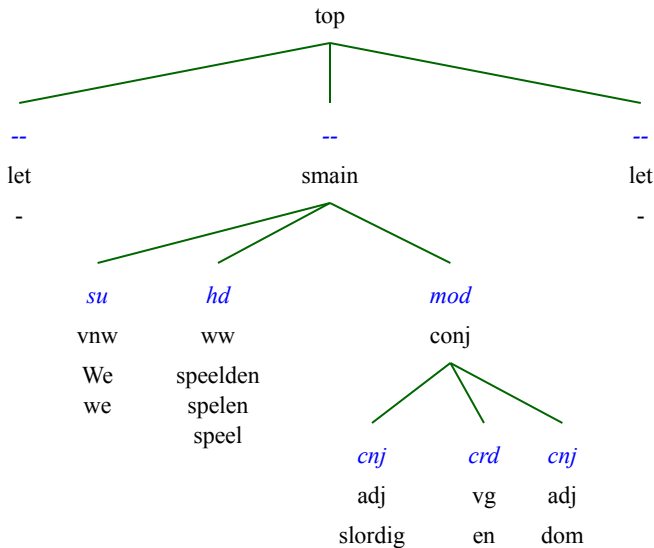 top
-- -- --
let smain let
- -
su hd mod
vnw ww conj
We speelden
we spelen
speel
cnj crd cnj
adj vg adj
slordig en dom